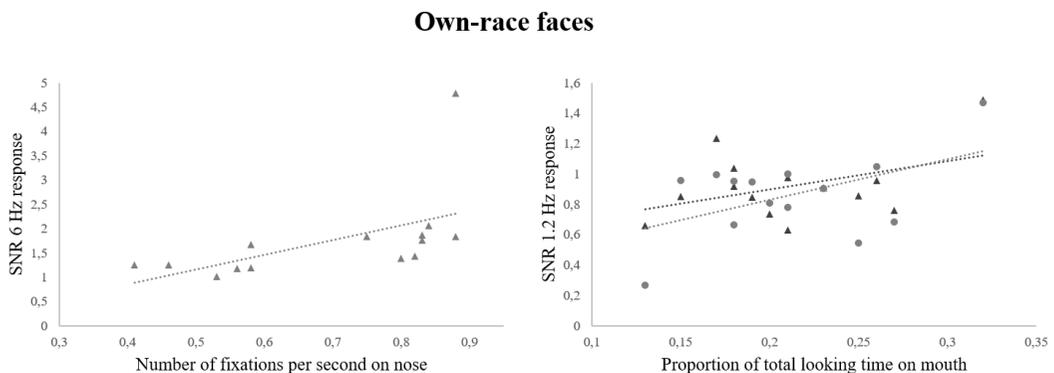 Own-race faces
SNR 6 Hz response
5
4,5
4
3,5
3
2,5
2
1,5
1
0,5
0
0,3 0,4 0,5 0,6 0,7 0,8 0,9
Number of fixations per second on nose
SNR 1.2 Hz response
1,6
1,4
1,2
1
0,8
0,6
0,4
0,2
0
0,1 0,15 0,2 0,25 0,3 0,35
Proportion of total looking time on mouth